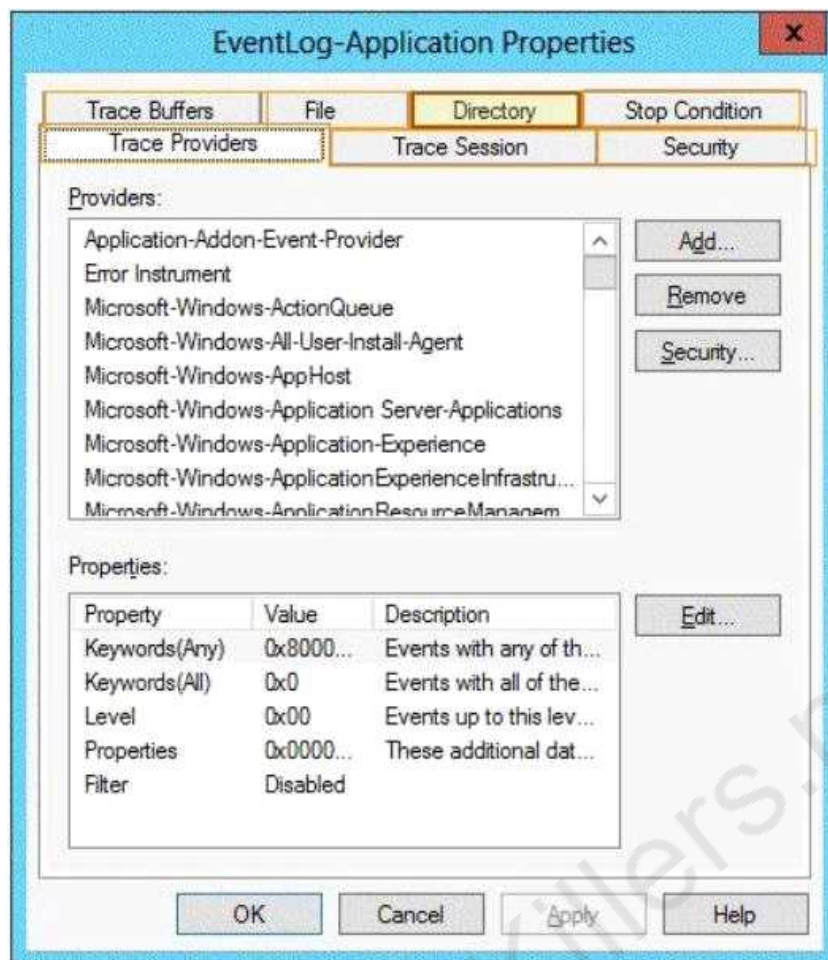 EventLog-Application Properties
x
Trace Buffers File Directory Stop Condition
Trace Providers Trace Session Security
Providers:
Application-Addon-Event-Provider
Error Instrument
Microsoft-Windows-ActionQueue
Microsoft-Windows-All-User-Install-Agent
Microsoft-Windows-AppHost
Microsoft-Windows-Application Server-Applications
Microsoft-Windows-Application-Experience
Microsoft-Windows-ApplicationExperienceInfrastru...
Microsoft-Windows-ApplicationResourceManagem
Add...
Remove
Security...
Properties:
Property Value Description
Keywords(Any) 0x8000... Events with any of th...
Keywords(All) 0x0 Events with all of the...
Level 0x00 Events up to this lev...
Properties 0x0000... These additional dat...
Filter Disabled
Edit...
OK Cancel Apply Help